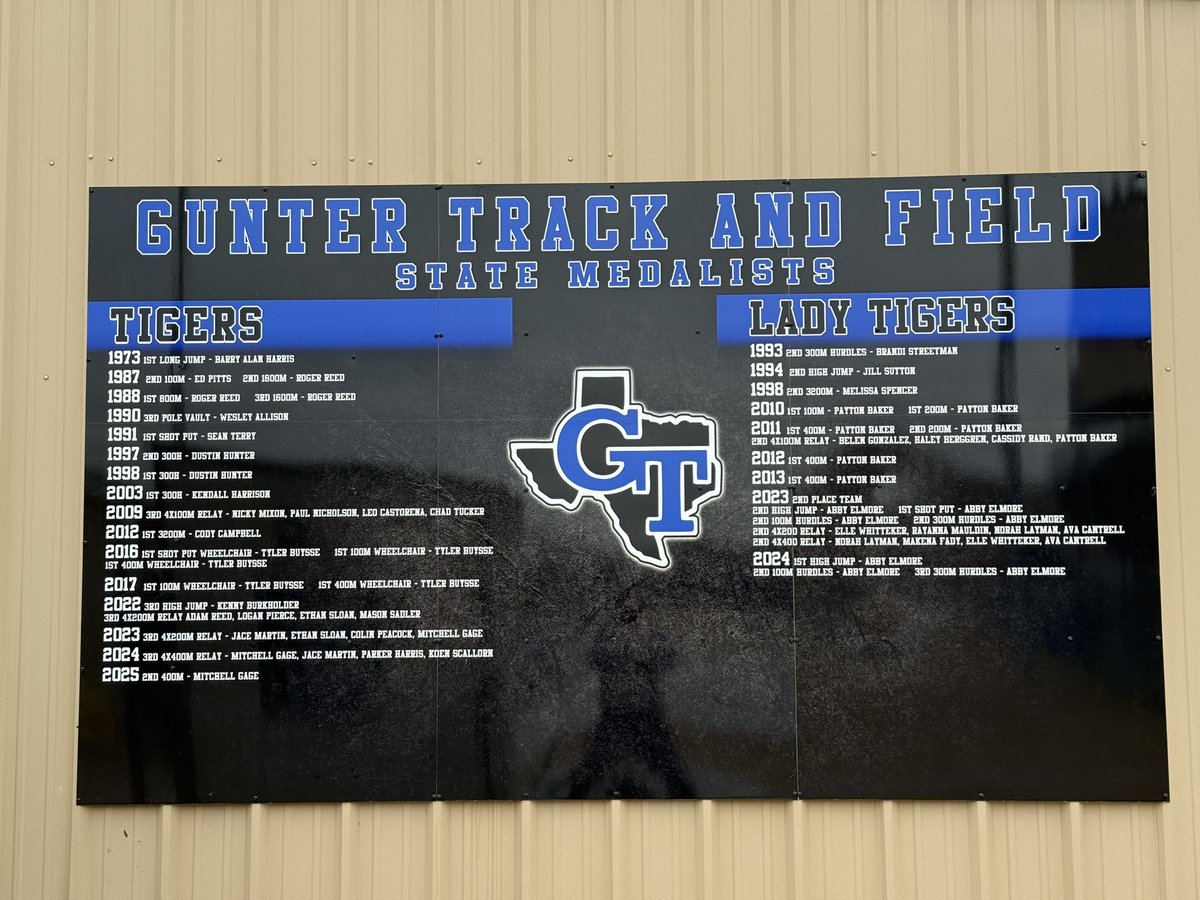 GUNTER TRACK AND FIELD
STATE MEDALISTS
TIGERS
1973 1ST LONG JUMP - BARRY ALAN HARRIS
1987 2ND 100M - ED PITTS 2ND 1600M - ROGER REED
1988 1ST 800M - ROGER REED 3RD 1600M - ROGER REED
1990 3RD POLE VAULT - WESLEY ALLISON
1991 1ST SHOT PUT - SEAN TERRY
1997 2ND 300H - DUSTIN HUNTER
1998 1ST 300H - DUSTIN HUNTER
2003 1ST 300H - KENDALL HARRISON
2009 3RD 4X100M RELAY - NICKY MIXON, PAUL NICHOLSON, LEO CASTORENA, CHAD TUCKER
2012 1ST 3200M - CODY CAMPBELL
2016 1ST SHOT PUT WHEELCHAIR - TYLER BUYSSE 1ST 100M WHEELCHAIR - TYLER BUYSSE
1ST 400M WHEELCHAIR - TYLER BUYSSE
2017 1ST 100M WHEELCHAIR - TYLER BUYSSE 1ST 400M WHEELCHAIR - TYLER BUYSSE
2022 3RD HIGH JUMP - KENNY BURKHOLDER
3RD 4X200M RELAY ADAM REED, LOGAN PIERCE, ETHAN SLOAN, MASON SADLER
2023 3RD 4X200M RELAY - JACE MARTIN, ETHAN SLOAN, COLIN PEACOCK, MITCHELL GAGE
2024 3RD 4X400M RELAY - MITCHELL GAGE, JACE MARTIN, PARKER HARRIS, KOEN SCALLORN
2025 2ND 400M - MITCHELL GAGE
GT
LADY TIGERS
1993 2ND 300M HURDLES - BRANDI STREETMAN
1994 2ND HIGH JUMP - JILL SUTTON
1998 2ND 3200M - MELISSA SPENCER
2010 1ST 100M - PAYTON BAKER 1ST 200M - PAYTON BAKER
2011 1ST 400M - PAYTON BAKER 2ND 200M - PAYTON BAKER
2ND 4X100M RELAY - BELEN GONZALEZ, HALEY BERGGREN, CASSIDY RAND, PAYTON BAKER
2012 1ST 400M - PAYTON BAKER
2013 1ST 400M - PAYTON BAKER
2023 2ND PLACE TEAM
2ND HIGH JUMP - ABBY ELMORE 1ST SHOT PUT - ABBY ELMORE
2ND 100M HURDLES - ABBY ELMORE 2ND 300M HURDLES - ABBY ELMORE
2ND 4X200 RELAY - ELLE WHITTEKER, RAYANNA MAULDIN, NORAH LAYMAN, AVA CANTRELL
2ND 4X400 RELAY - NORAH LAYMAN, MAKENA FADY, ELLE WHITTEKER, AVA CANTRELL
2024 1ST HIGH JUMP - ABBY ELMORE
2ND 100M HURDLES - ABBY ELMORE 3RD 300M HURDLES - ABBY ELMORE